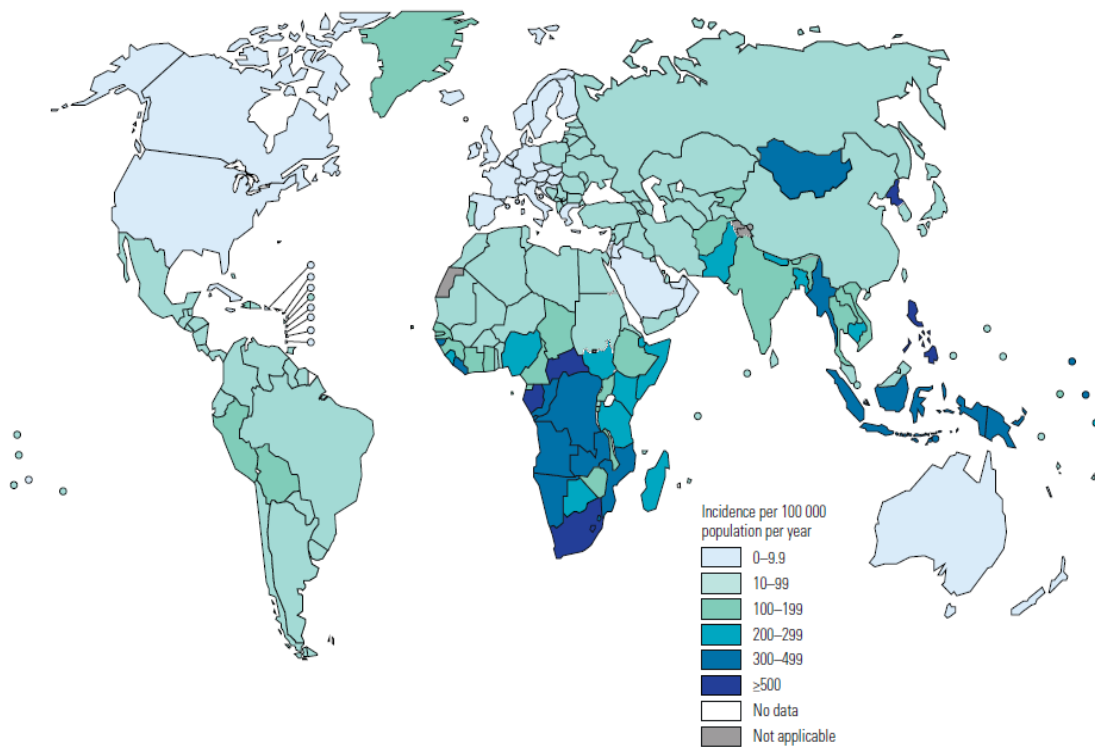 Incidence per 100 000
population per year
0–9.9
10–99
100–199
200–299
300–499
≥500
No data
Not applicable